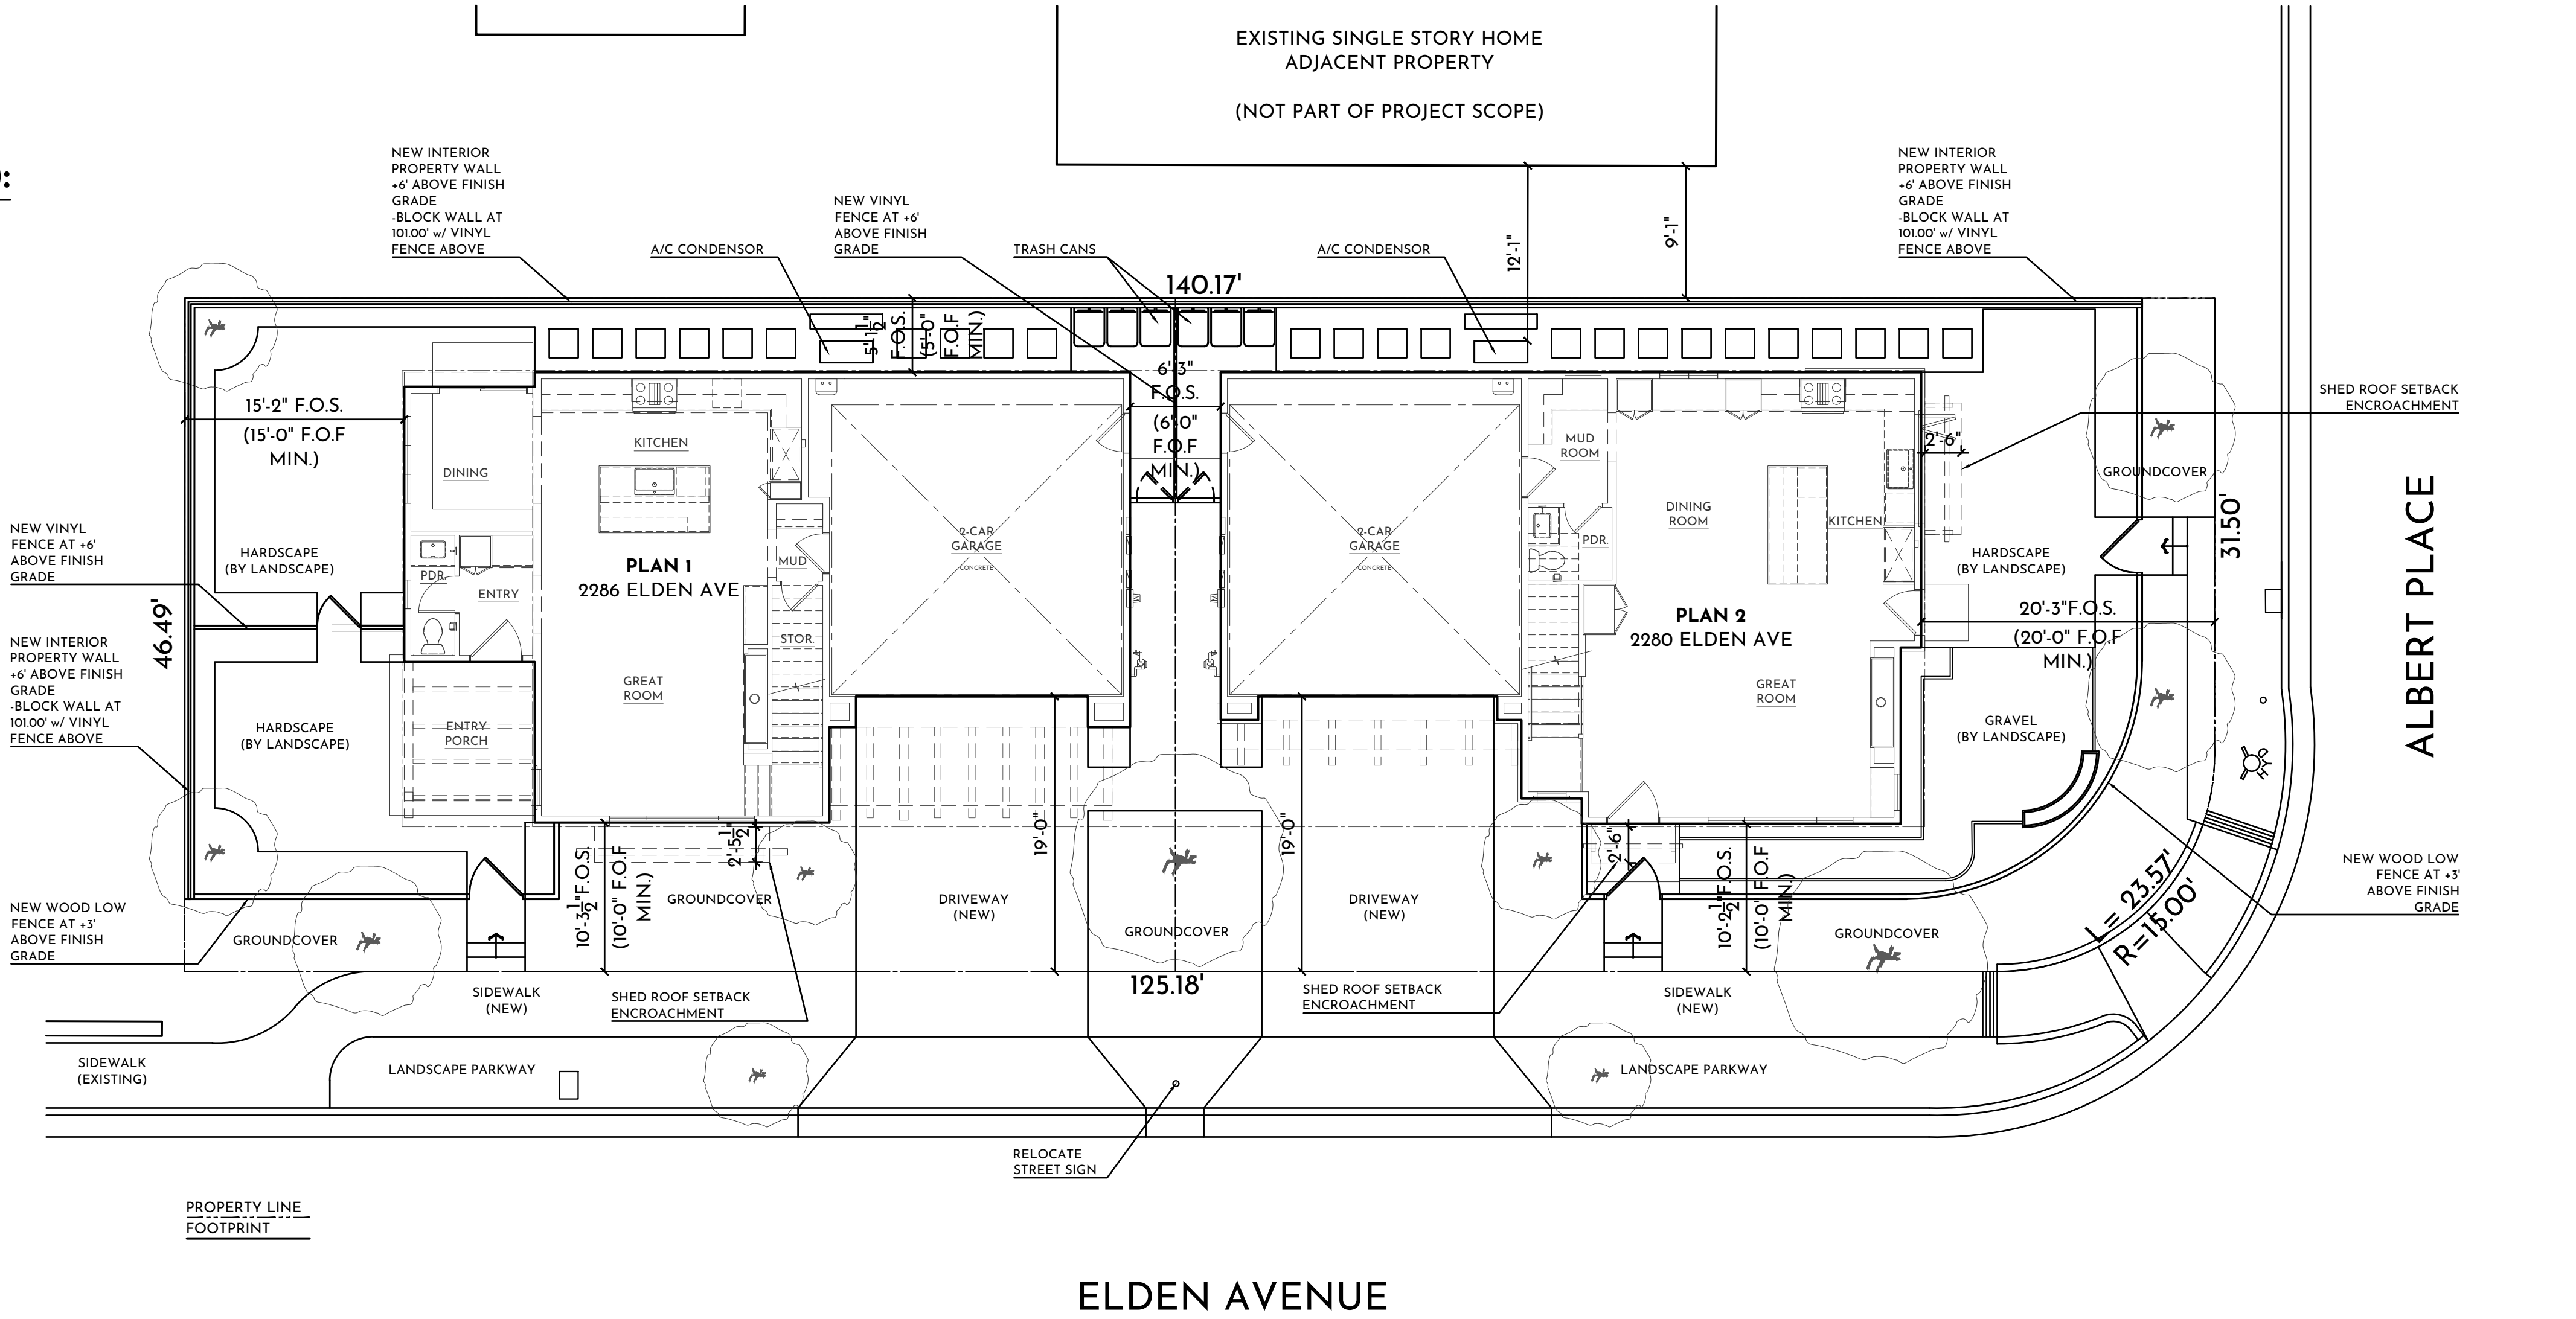 EXISTING SINGLE STORY HOME
ADJACENT PROPERTY
(NOT PART OF PROJECT SCOPE)
NEW INTERIOR
PROPERTY WALL
+6' ABOVE FINISH
GRADE
-BLOCK WALL AT
101.00' w/ VINYL
FENCE ABOVE
A/C CONDENSOR
NEW VINYL
FENCE AT +6'
ABOVE FINISH
GRADE
TRASH CANS
A/C CONDENSOR
12'-1"
9'-1"
NEW INTERIOR
PROPERTY WALL
+6' ABOVE FINISH
GRADE
-BLOCK WALL AT
101.00' w/ VINYL
FENCE ABOVE
140.17'
5'-1 1/2"
F.O.S.
(5'-0"
F.O.F
MIN.)
6'-3"
F.O.S.
(6'-0"
F.O.F
MIN.)
15'-2" F.O.S.
(15'-0" F.O.F
MIN.)
SHED ROOF SETBACK
ENCROACHMENT
2'-6"
GROUNDCOVER
KITCHEN
DINING
2-CAR
GARAGE
CONCRETE
2-CAR
GARAGE
CONCRETE
MUD
ROOM
DINING
ROOM
KITCHEN
PDR.
31.50'
ALBERT PLACE
NEW VINYL
FENCE AT +6'
ABOVE FINISH
GRADE
HARDSCAPE
(BY LANDSCAPE)
PDR.
ENTRY
PLAN 1
2286 ELDEN AVE
MUD
STOR.
HARDSCAPE
(BY LANDSCAPE)
PLAN 2
2280 ELDEN AVE
20'-3"F.O.S.
(20'-0" F.O.F
MIN.)
46.49'
NEW INTERIOR
PROPERTY WALL
+6' ABOVE FINISH
GRADE
-BLOCK WALL AT
101.00' w/ VINYL
FENCE ABOVE
HARDSCAPE
(BY LANDSCAPE)
ENTRY
PORCH
GREAT
ROOM
GREAT
ROOM
GRAVEL
(BY LANDSCAPE)
HYD
19'-0"
19'-0"
2'-5 1/2"
2'-6"
10'-3 1/2"F.O.S.
(10'-0" F.O.F
MIN.)
GROUNDCOVER
DRIVEWAY
(NEW)
GROUNDCOVER
DRIVEWAY
(NEW)
10'-2 1/2"F.O.S.
(10'-0" F.O.F
MIN.)
GROUNDCOVER
L= 23.57'
R=15.00'
NEW WOOD LOW
FENCE AT +3'
ABOVE FINISH
GRADE
NEW WOOD LOW
FENCE AT +3'
ABOVE FINISH
GRADE
GROUNDCOVER
125.18'
SIDEWALK
(NEW)
SHED ROOF SETBACK
ENCROACHMENT
SHED ROOF SETBACK
ENCROACHMENT
SIDEWALK
(NEW)
SIDEWALK
(EXISTING)
LANDSCAPE PARKWAY
LANDSCAPE PARKWAY
RELOCATE
STREET SIGN
PROPERTY LINE
FOOTPRINT
ELDEN AVENUE